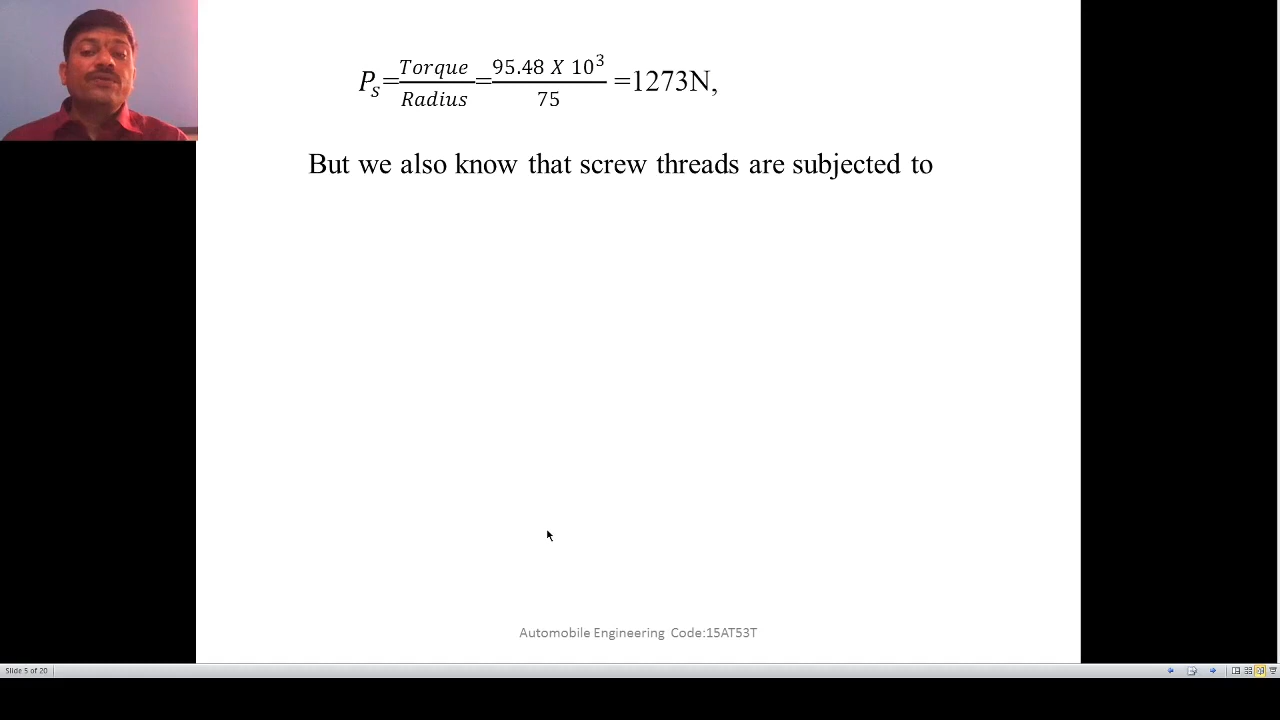 P_s=Torque/Radius=95.48 X 10^3/75 =1273N,
But we also know that screw threads are subjected to
Automobile Engineering Code:15AT53T
Slide 5 of 20